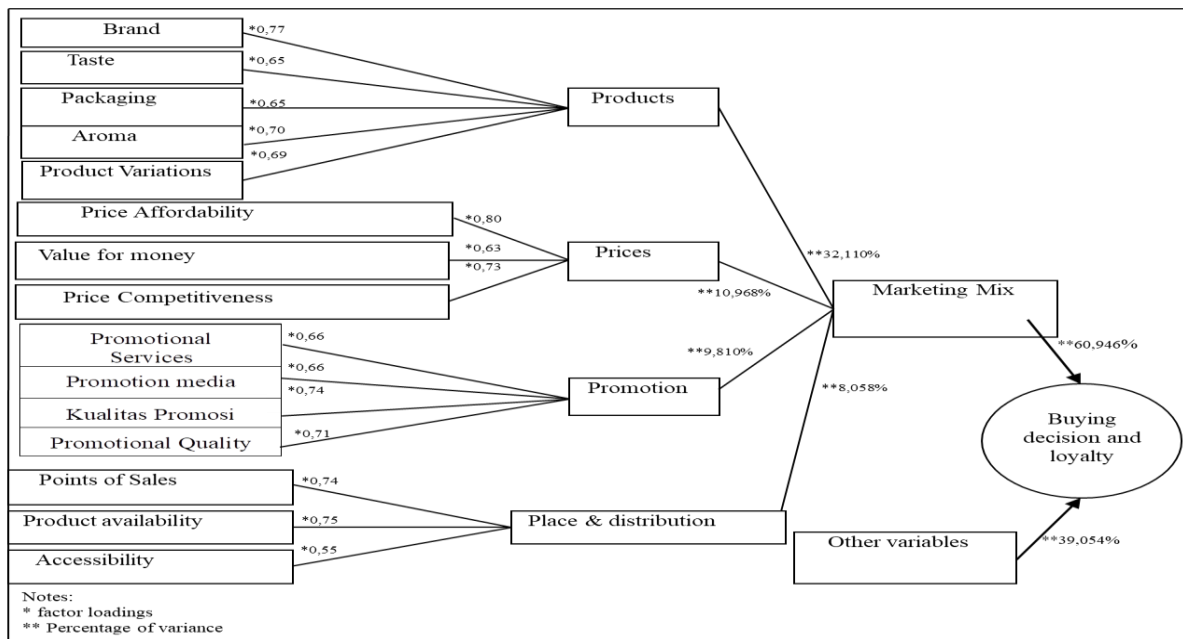 Brand
*0,77
Taste
*0,65
Packaging
*0,65
Aroma
*0,70
Product Variations
*0,69
Products
Price Affordability
*0,80
Value for money
*0,63
Price Competitiveness
*0,73
Prices
Promotional
Services
*0,66
Promotion media
*0,66
Kualitas Promosi
*0,74
Promotional Quality
*0,71
Promotion
Points of Sales
*0,74
Product availability
*0,75
Accessibility
*0,55
Place & distribution
**32,110%
**10,968%
**9,810%
**8,058%
Marketing Mix
**60,946%
Buying
decision and
loyalty
Other variables
**39,054%
Notes:
* factor loadings
** Percentage of variance